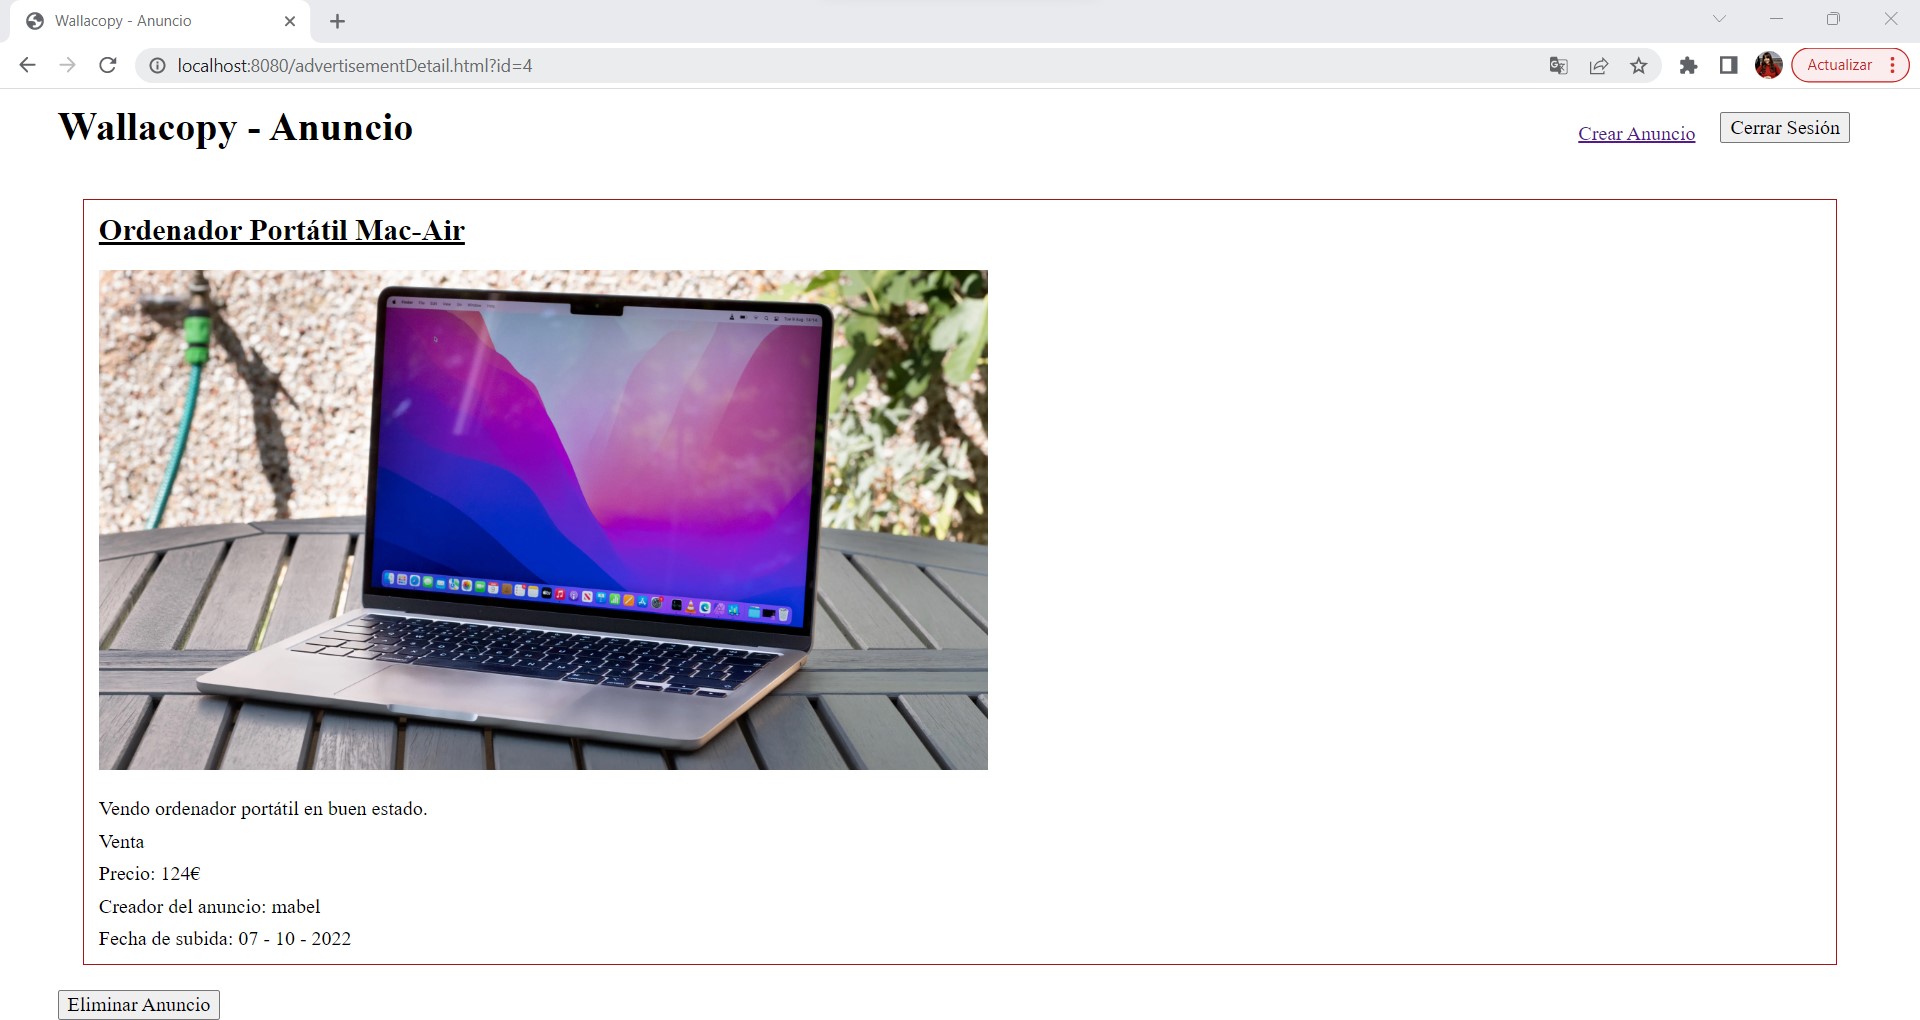 Wallacopy - Anuncio
localhost:8080/advertisementDetail.html?id=4
Actualizar
Wallacopy - Anuncio
Crear Anuncio
Cerrar Sesión
Ordenador Portátil Mac-Air
Vendo ordenador portátil en buen estado.
Venta
Precio: 124€
Creador del anuncio: mabel
Fecha de subida: 07 - 10 - 2022
Eliminar Anuncio